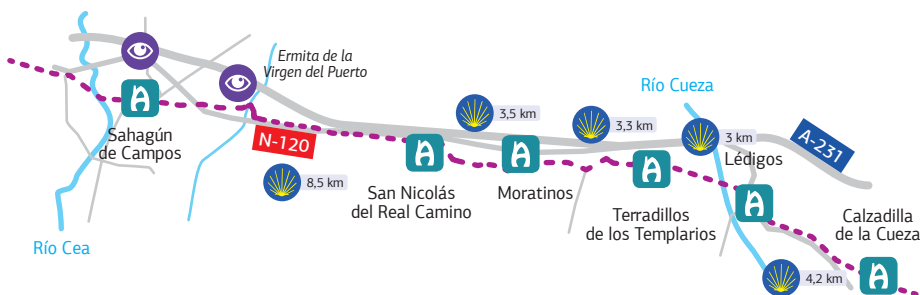 Ermita de la
Virgen del Puerto
Río Cueza
3,5 km
3,3 km
3 km
A-231
Sahagún
de Campos
N-120
Lédigos
8,5 km
San Nicolás
del Real Camino
Moratinos
Terradillos
de los Templarios
Calzadilla
de la Cueza
Río Cea
4,2 km